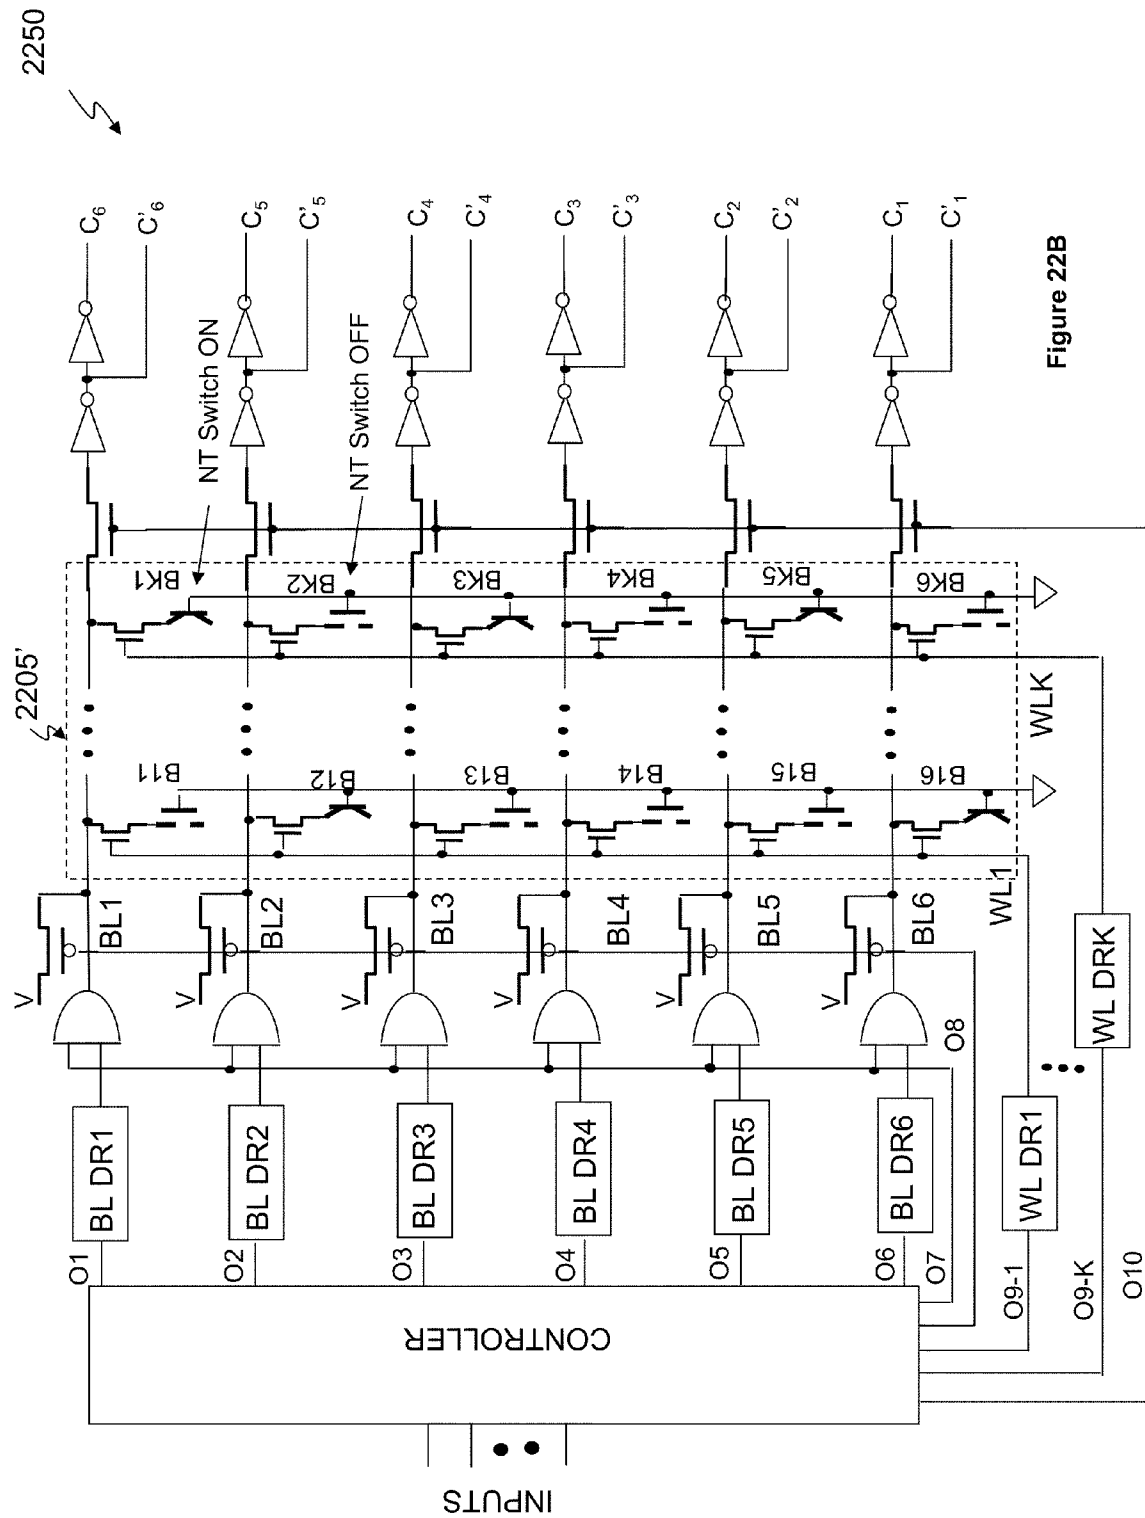 2250
2205'
C6
C'6
C5
C'5
C4
C'4
C3
C'3
C2
C'2
C1
C'1
NT Switch ON
NT Switch OFF
BK1
BK2
BK3
BK4
BK5
BK6
B11
B12
B13
B14
B15
B16
WLK
WL1
V
V
V
V
V
V
BL1
BL2
BL3
BL4
BL5
BL6
BL DR1
BL DR2
BL DR3
BL DR4
BL DR5
BL DR6
WL DR1
WL DRK
O1
O2
O3
O4
O5
O6
O7
O8
O9-1
O9-K
O10
CONTROLLER
INPUTS
Figure 22B